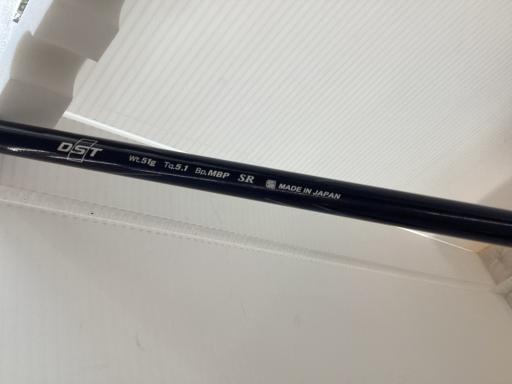 DST Wt.51g Tq.5.1 Bp.MBP SR MADE IN JAPAN